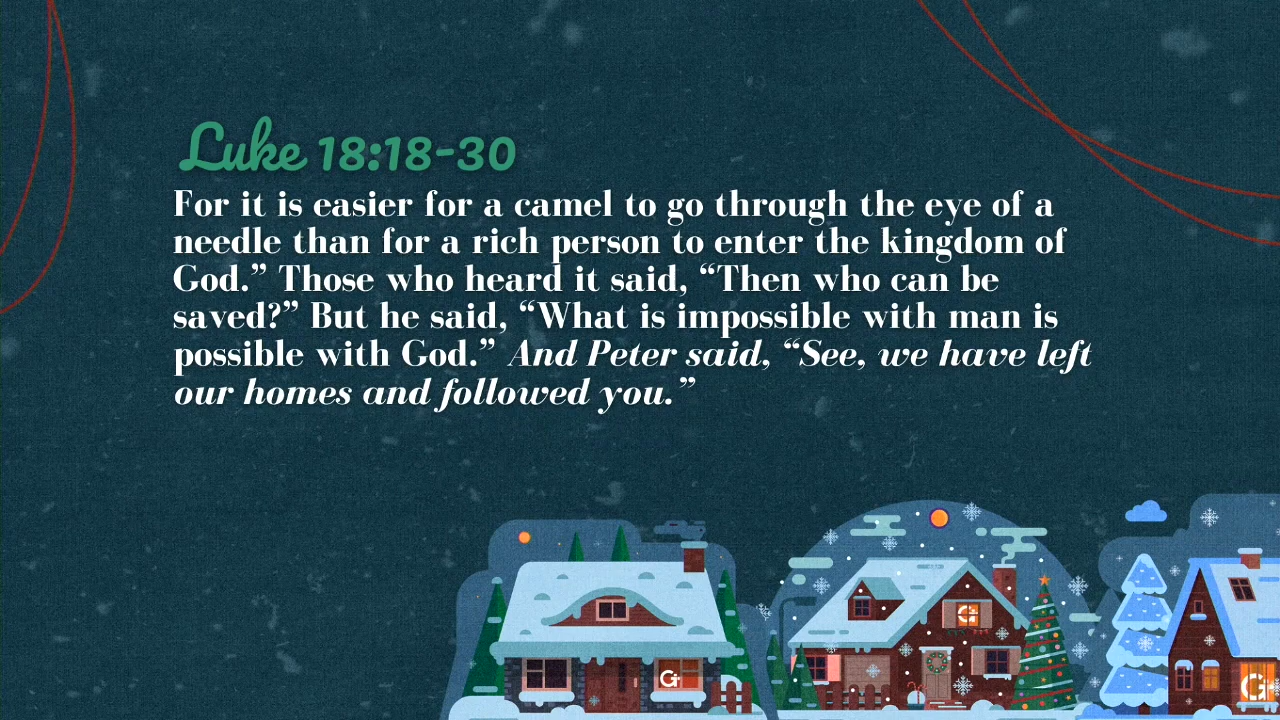 Luke 18:18-30
For it is easier for a camel to go through the eye of a
needle than for a rich person to enter the kingdom of
God.” Those who heard it said, “Then who can be
saved?” But he said, “What is impossible with man is
possible with God.” And Peter said, “See, we have left
our homes and followed you.”